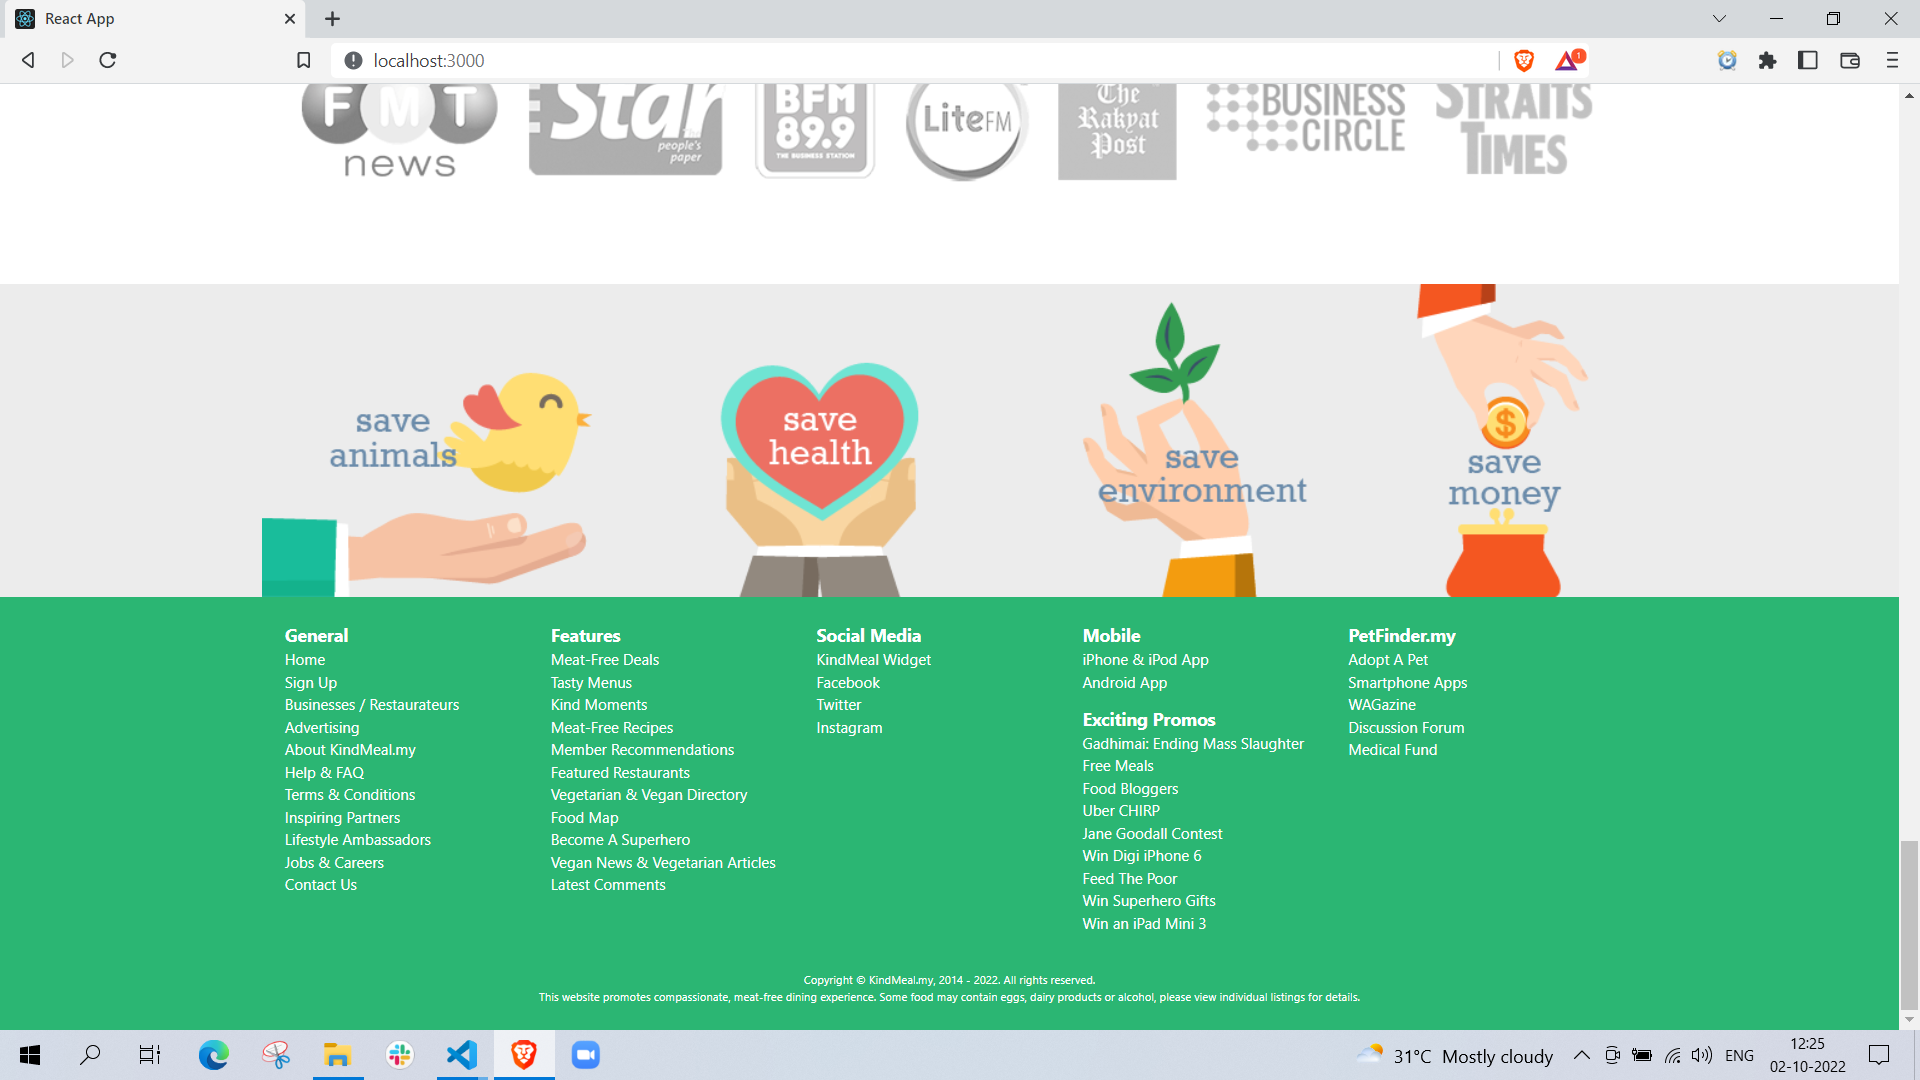 React App
localhost:3000
1
FMT
news
Star
The
people's
paper
BFM
89.9
THE BUSINESS STATION
LiteFM
The
Rakyat
Post
BUSINESS
CIRCLE
STRAITS
TIMES
save
animals
save
health
save
environment
$
save
money
General
Home
Sign Up
Businesses / Restaurateurs
Advertising
About KindMeal.my
Help & FAQ
Terms & Conditions
Inspiring Partners
Lifestyle Ambassadors
Jobs & Careers
Contact Us
Features
Meat-Free Deals
Tasty Menus
Kind Moments
Meat-Free Recipes
Member Recommendations
Featured Restaurants
Vegetarian & Vegan Directory
Food Map
Become A Superhero
Vegan News & Vegetarian Articles
Latest Comments
Social Media
KindMeal Widget
Facebook
Twitter
Instagram
Mobile
iPhone & iPod App
Android App
Exciting Promos
Gadhimai: Ending Mass Slaughter
Free Meals
Food Bloggers
Uber CHIRP
Jane Goodall Contest
Win Digi iPhone 6
Feed The Poor
Win Superhero Gifts
Win an iPad Mini 3
PetFinder.my
Adopt A Pet
Smartphone Apps
WAGazine
Discussion Forum
Medical Fund
Copyright © KindMeal.my, 2014 - 2022. All rights reserved.
This website promotes compassionate, meat-free dining experience. Some food may contain eggs, dairy products or alcohol, please view individual listings for details.
31°C Mostly cloudy
ENG
12:25
02-10-2022